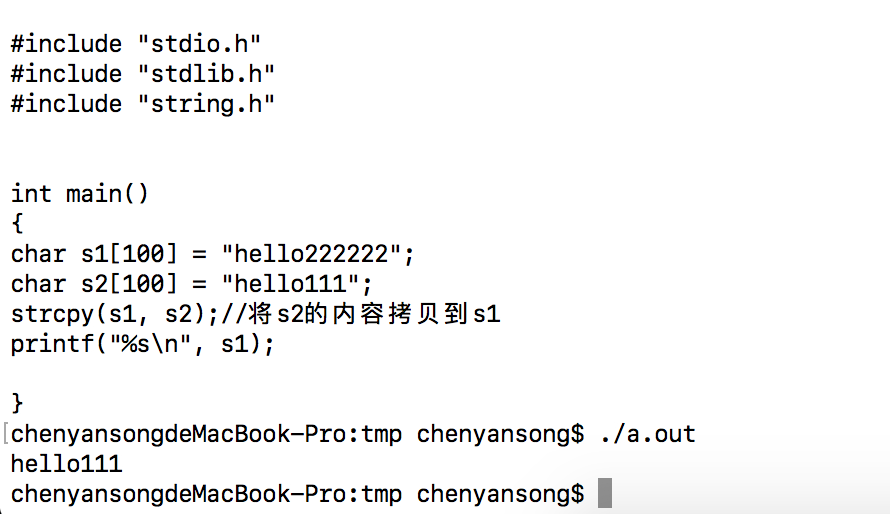 #include "stdio.h"
#include "stdlib.h"
#include "string.h"
int main()
{
char s1[100] = "hello222222";
char s2[100] = "hello111";
strcpy(s1, s2);//将s2的内容拷贝到s1
printf("%s\n", s1);
}
[chenyansongdeMacBook-Pro:tmp chenyansong$ ./a.out
hello111
chenyansongdeMacBook-Pro:tmp chenyansong$